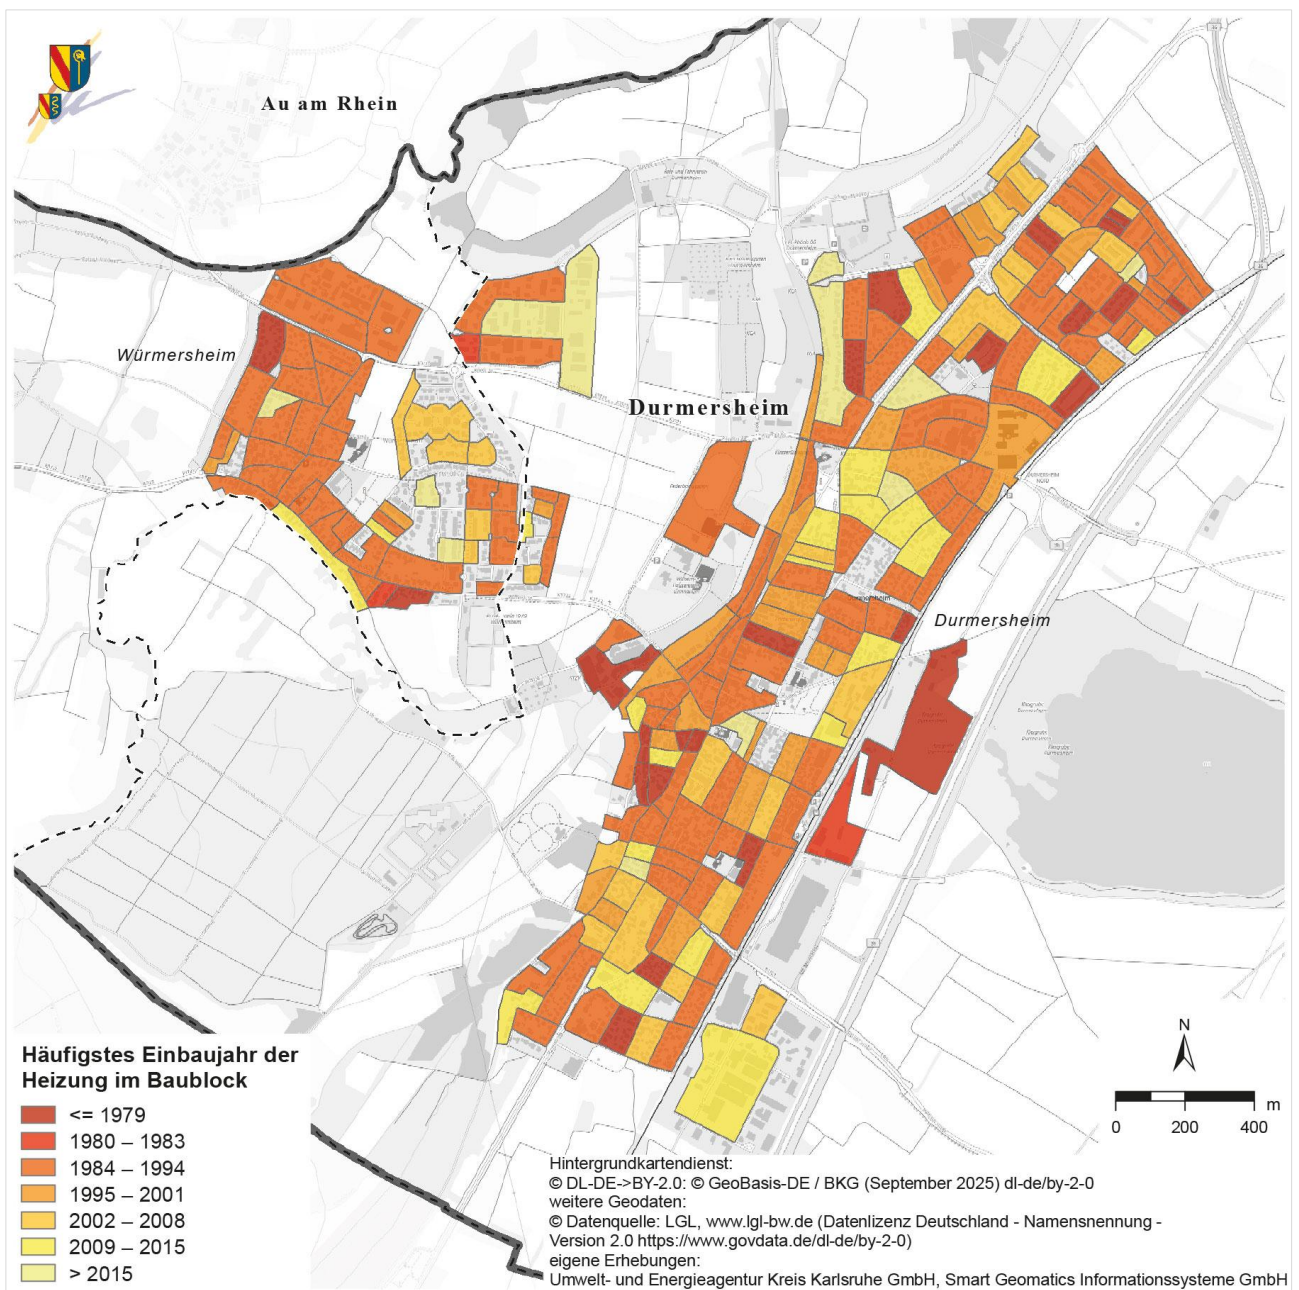 Au am Rhein
Würmersheim
Durmersheim
Durmersheim
N
m
0 200 400
Häufigstes Einbaujahr der
Heizung im Baublock
<= 1979
1980 – 1983
1984 – 1994
1995 – 2001
2002 – 2008
2009 – 2015
> 2015
Hintergrundkartendienst:
© DL-DE->BY-2.0: © GeoBasis-DE / BKG (September 2025) dl-de/by-2-0
weitere Geodaten:
© Datenquelle: LGL, www.lgl-bw.de (Datenlizenz Deutschland - Namensnennung -
Version 2.0 https://www.govdata.de/dl-de/by-2-0)
eigene Erhebungen:
Umwelt- und Energieagentur Kreis Karlsruhe GmbH, Smart Geomatics Informationssysteme GmbH